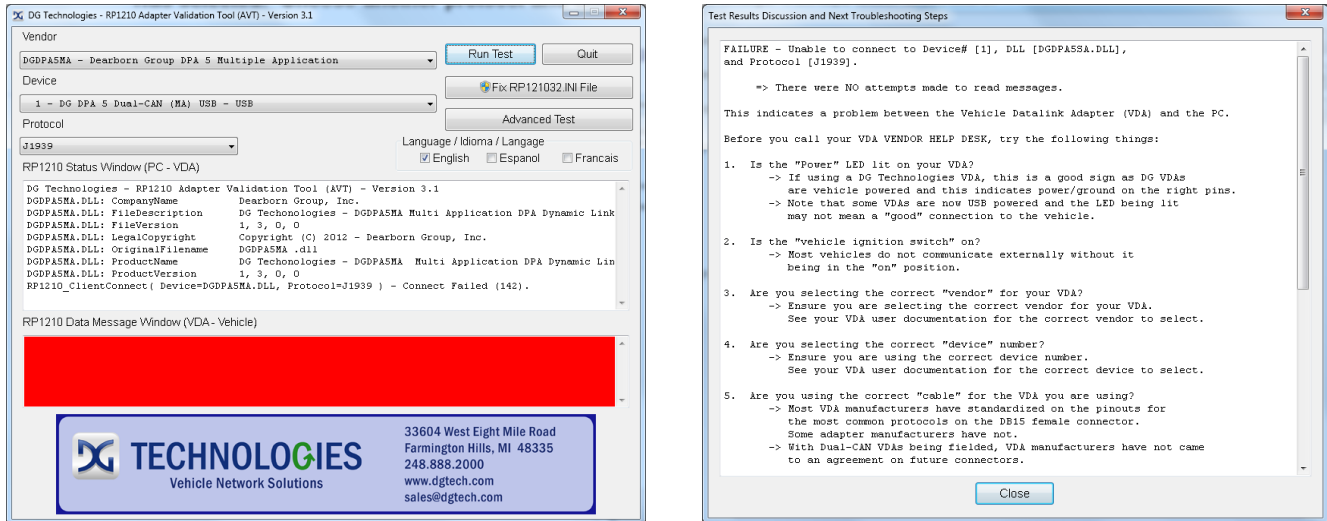 DG Technologies - RP1210 Adapter Validation Tool (AVT) - Version 3.1
Vendor
DGDPA5MA - Dearborn Group DPA 5 Multiple Application
Run Test
Quit
Device
1 - DG DPA 5 Dual-CAN (MA) USB - USB
Fix RP121032.INI File
Protocol
Advanced Test
J1939
Language / Idioma / Langage
English
Espanol
Francais
RP1210 Status Window (PC - VDA)
DG Technologies - RP1210 Adapter Validation Tool (AVT) - Version 3.1
DGDPA5MA.DLL: CompanyName Dearborn Group, Inc.
DGDPA5MA.DLL: FileDescription DG Techonologies - DGDPA5MA Multi Application DPA Dynamic Link
DGDPA5MA.DLL: FileVersion 1, 3, 0, 0
DGDPA5MA.DLL: LegalCopyright Copyright (C) 2012 - Dearborn Group, Inc.
DGDPA5MA.DLL: OriginalFilename DGDPA5MA .dll
DGDPA5MA.DLL: ProductName DG Techonologies - DGDPA5MA Multi Application DPA Dynamic Lin
DGDPA5MA.DLL: ProductVersion 1, 3, 0, 0
RP1210_ClientConnect( Device=DGDPA5MA.DLL, Protocol=J1939 ) - Connect Failed (142).
RP1210 Data Message Window (VDA - Vehicle)
DG TECHNOLOGIES
Vehicle Network Solutions
33604 West Eight Mile Road
Farmington Hills, MI 48335
248.888.2000
www.dgtech.com
sales@dgtech.com
Test Results Discussion and Next Troubleshooting Steps
FAILURE - Unable to connect to Device# [1], DLL [DGDPA5SA.DLL],
and Protocol [J1939].
=> There were NO attempts made to read messages.
This indicates a problem between the Vehicle Datalink Adapter (VDA) and the PC.
Before you call your VDA VENDOR HELP DESK, try the following things:
1. Is the "Power" LED lit on your VDA?
-> If using a DG Technologies VDA, this is a good sign as DG VDAs
are vehicle powered and this indicates power/ground on the right pins.
-> Note that some VDAs are now USB powered and the LED being lit
may not mean a "good" connection to the vehicle.
2. Is the "vehicle ignition switch" on?
-> Most vehicles do not communicate externally without it
being in the "on" position.
3. Are you selecting the correct "vendor" for your VDA?
-> Ensure you are selecting the correct vendor for your VDA.
See your VDA user documentation for the correct vendor to select.
4. Are you selecting the correct "device" number?
-> Ensure you are using the correct device number.
See your VDA user documentation for the correct device to select.
5. Are you using the correct "cable" for the VDA you are using?
-> Most VDA manufacturers have standardized on the pinouts for
the most common protocols on the DB15 female connector.
Some adapter manufacturers have not.
-> With Dual-CAN VDAs being fielded, VDA manufacturers have not came
to an agreement on future connectors.
Close